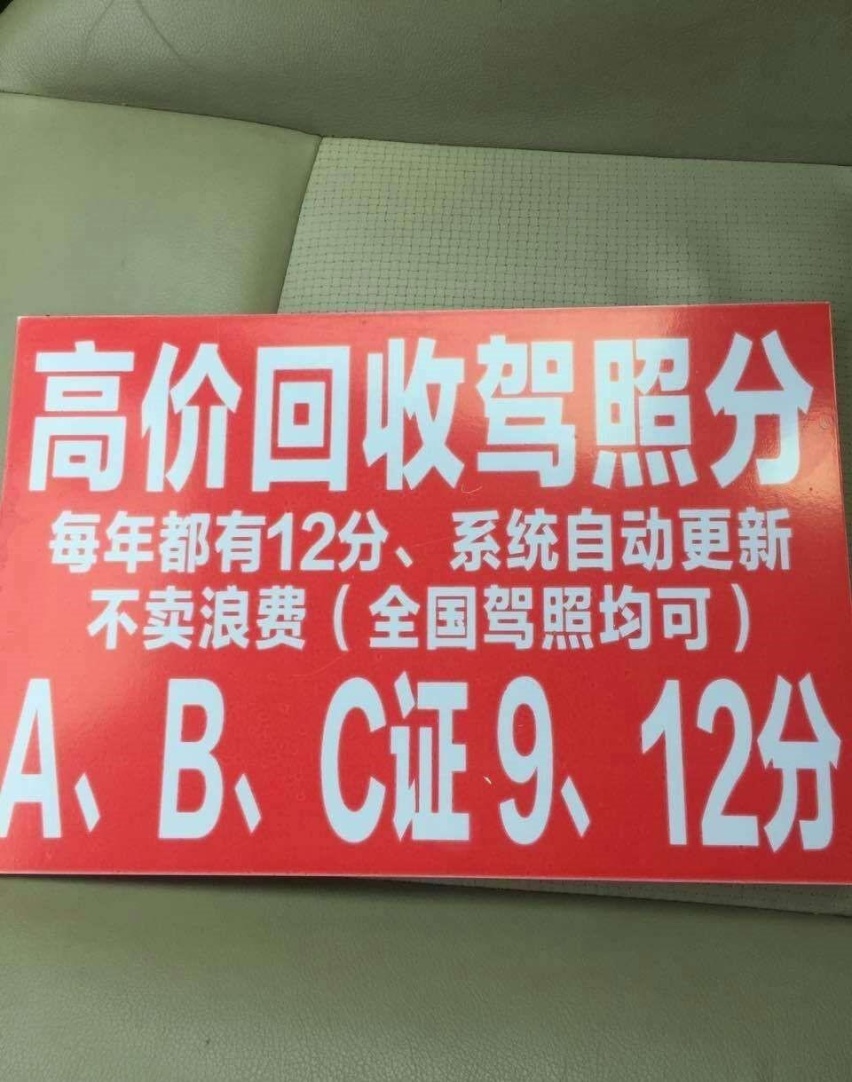 高价回收驾照分
每年都有12分、系统自动更新
不卖浪费（全国驾照均可）
A、B、C证 9、12分